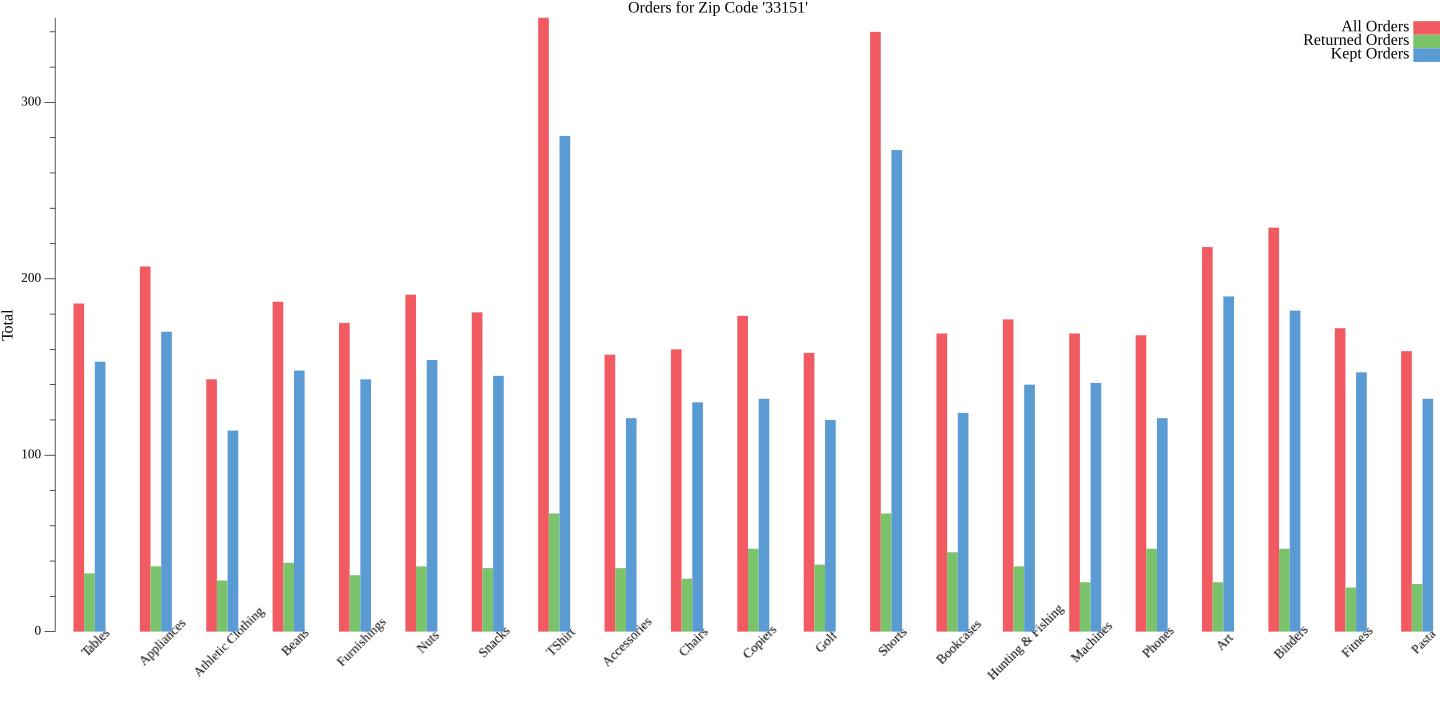 Orders for Zip Code '33151'
All Orders
Returned Orders
Kept Orders
Total
300
200
100
0
Tables
Appliances
Athletic Clothing
Beans
Furnishings
Nuts
Snacks
TShirt
Accessories
Chairs
Copiers
Golf
Shorts
Bookcases
Hunting & Fishing
Machines
Phones
Art
Binders
Fitness
Pasta